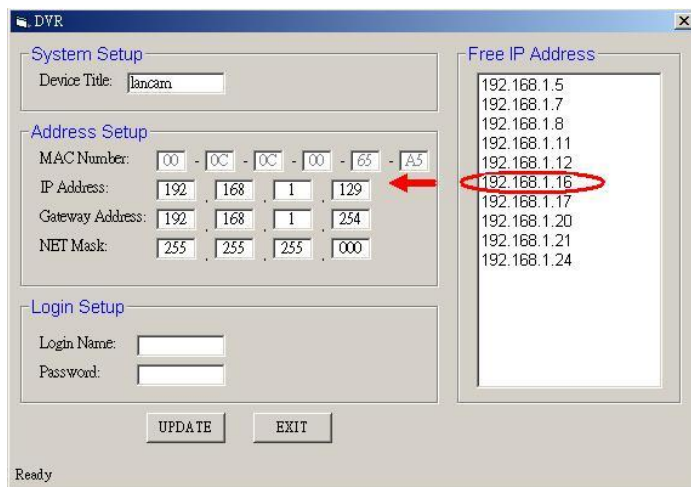 DVR
System Setup
Device Title: lancam
Address Setup
MAC Number: 00 - 0C - 0C - 00 - 65 - A5
IP Address: 192 . 168 . 1 . 129
Gateway Address: 192 . 168 . 1 . 254
NET Mask: 255 . 255 . 255 . 000
Login Setup
Login Name:
Password:
UPDATE EXIT
Ready
Free IP Address
192.168.1.5
192.168.1.7
192.168.1.8
192.168.1.11
192.168.1.12
192.168.1.16
192.168.1.17
192.168.1.20
192.168.1.21
192.168.1.24